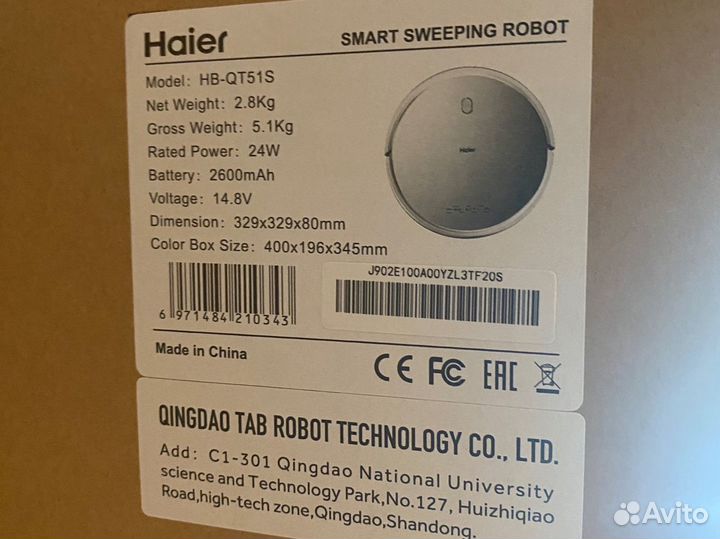 Haier
SMART SWEEPING ROBOT
Model: HB-QT51S
Net Weight: 2.8Kg
Gross Weight: 5.1Kg
Rated Power: 24W
Battery: 2600mAh
Voltage: 14.8V
Dimension: 329x329x80mm
Color Box Size: 400x196x345mm
Haier
J902E100A00YZL3TF20S
6 971484 210343
Made in China
CE FC EAC
QINGDAO TAB ROBOT TECHNOLOGY CO., LTD.
Add: C1-301 Qingdao National University
science and Technology Park,No.127, Huizhiqiao
Road,high-tech zone,Qingdao,Shandong.
Avito